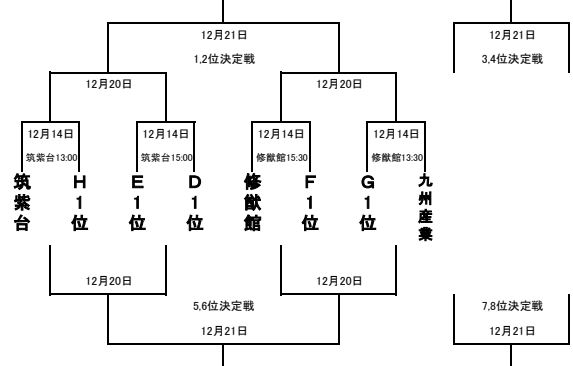 12月21日
12月21日
1,2位決定戦
3,4位決定戦
12月20日
12月20日
12月14日
12月14日
12月14日
12月14日
筑紫台13:00
筑紫台15:00
修猷館15:30
修猷館13:30
筑紫台
H1位
E1位
D1位
修猷館
F1位
G1位
九州産業
12月20日
12月20日
5,6位決定戦
7,8位決定戦
12月21日
12月21日